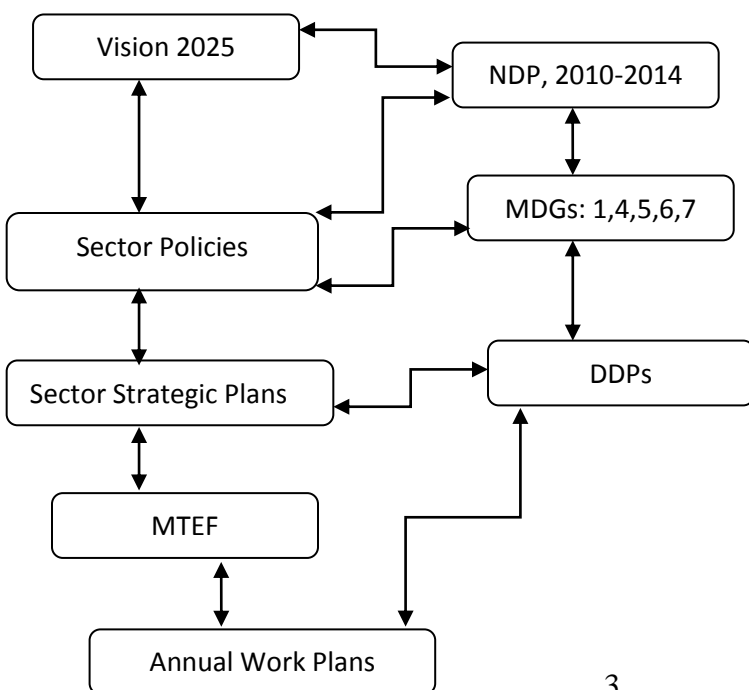 Vision 2025
NDP, 2010-2014
MDGs: 1,4,5,6,7
Sector Policies
DDPs
Sector Strategic Plans
MTEF
Annual Work Plans
3